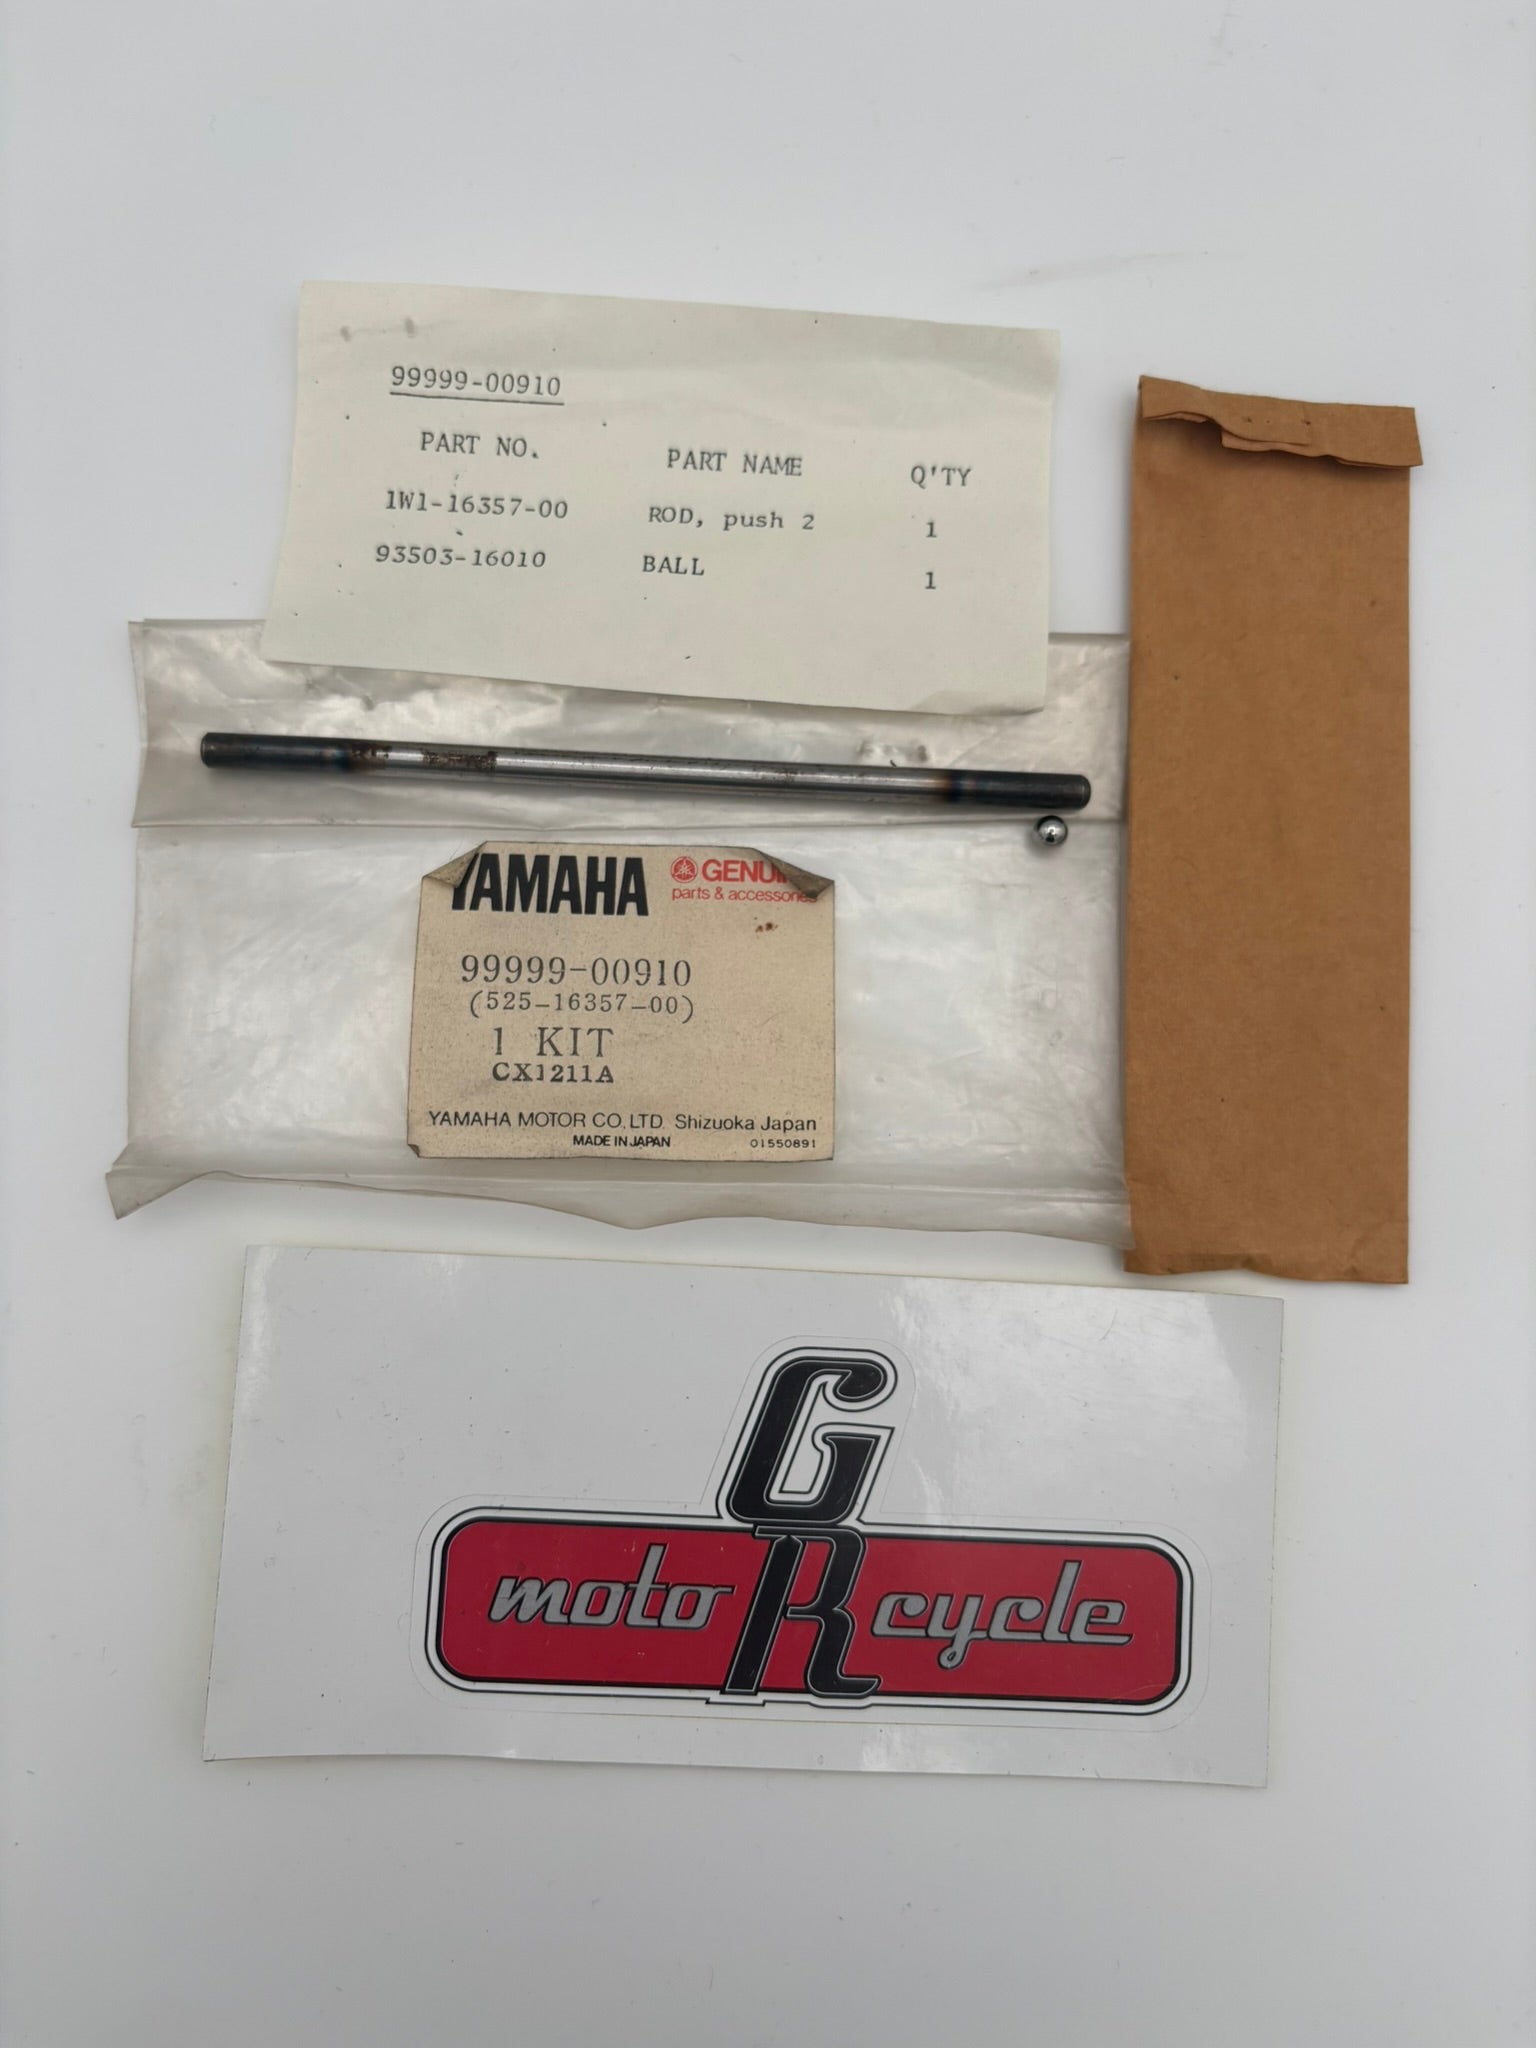 99999-00910
PART NO. PART NAME Q'TY
1W1-16357-00 ROD, push 2 1
93503-16010 BALL 1
YAMAHA GENUIN
parts & accessories
99999-00910
(525-16357-00)
1 KIT
CX1211A
YAMAHA MOTOR CO., LTD. Shizuoka Japan
MADE IN JAPAN 01550891
GR
moto cycle